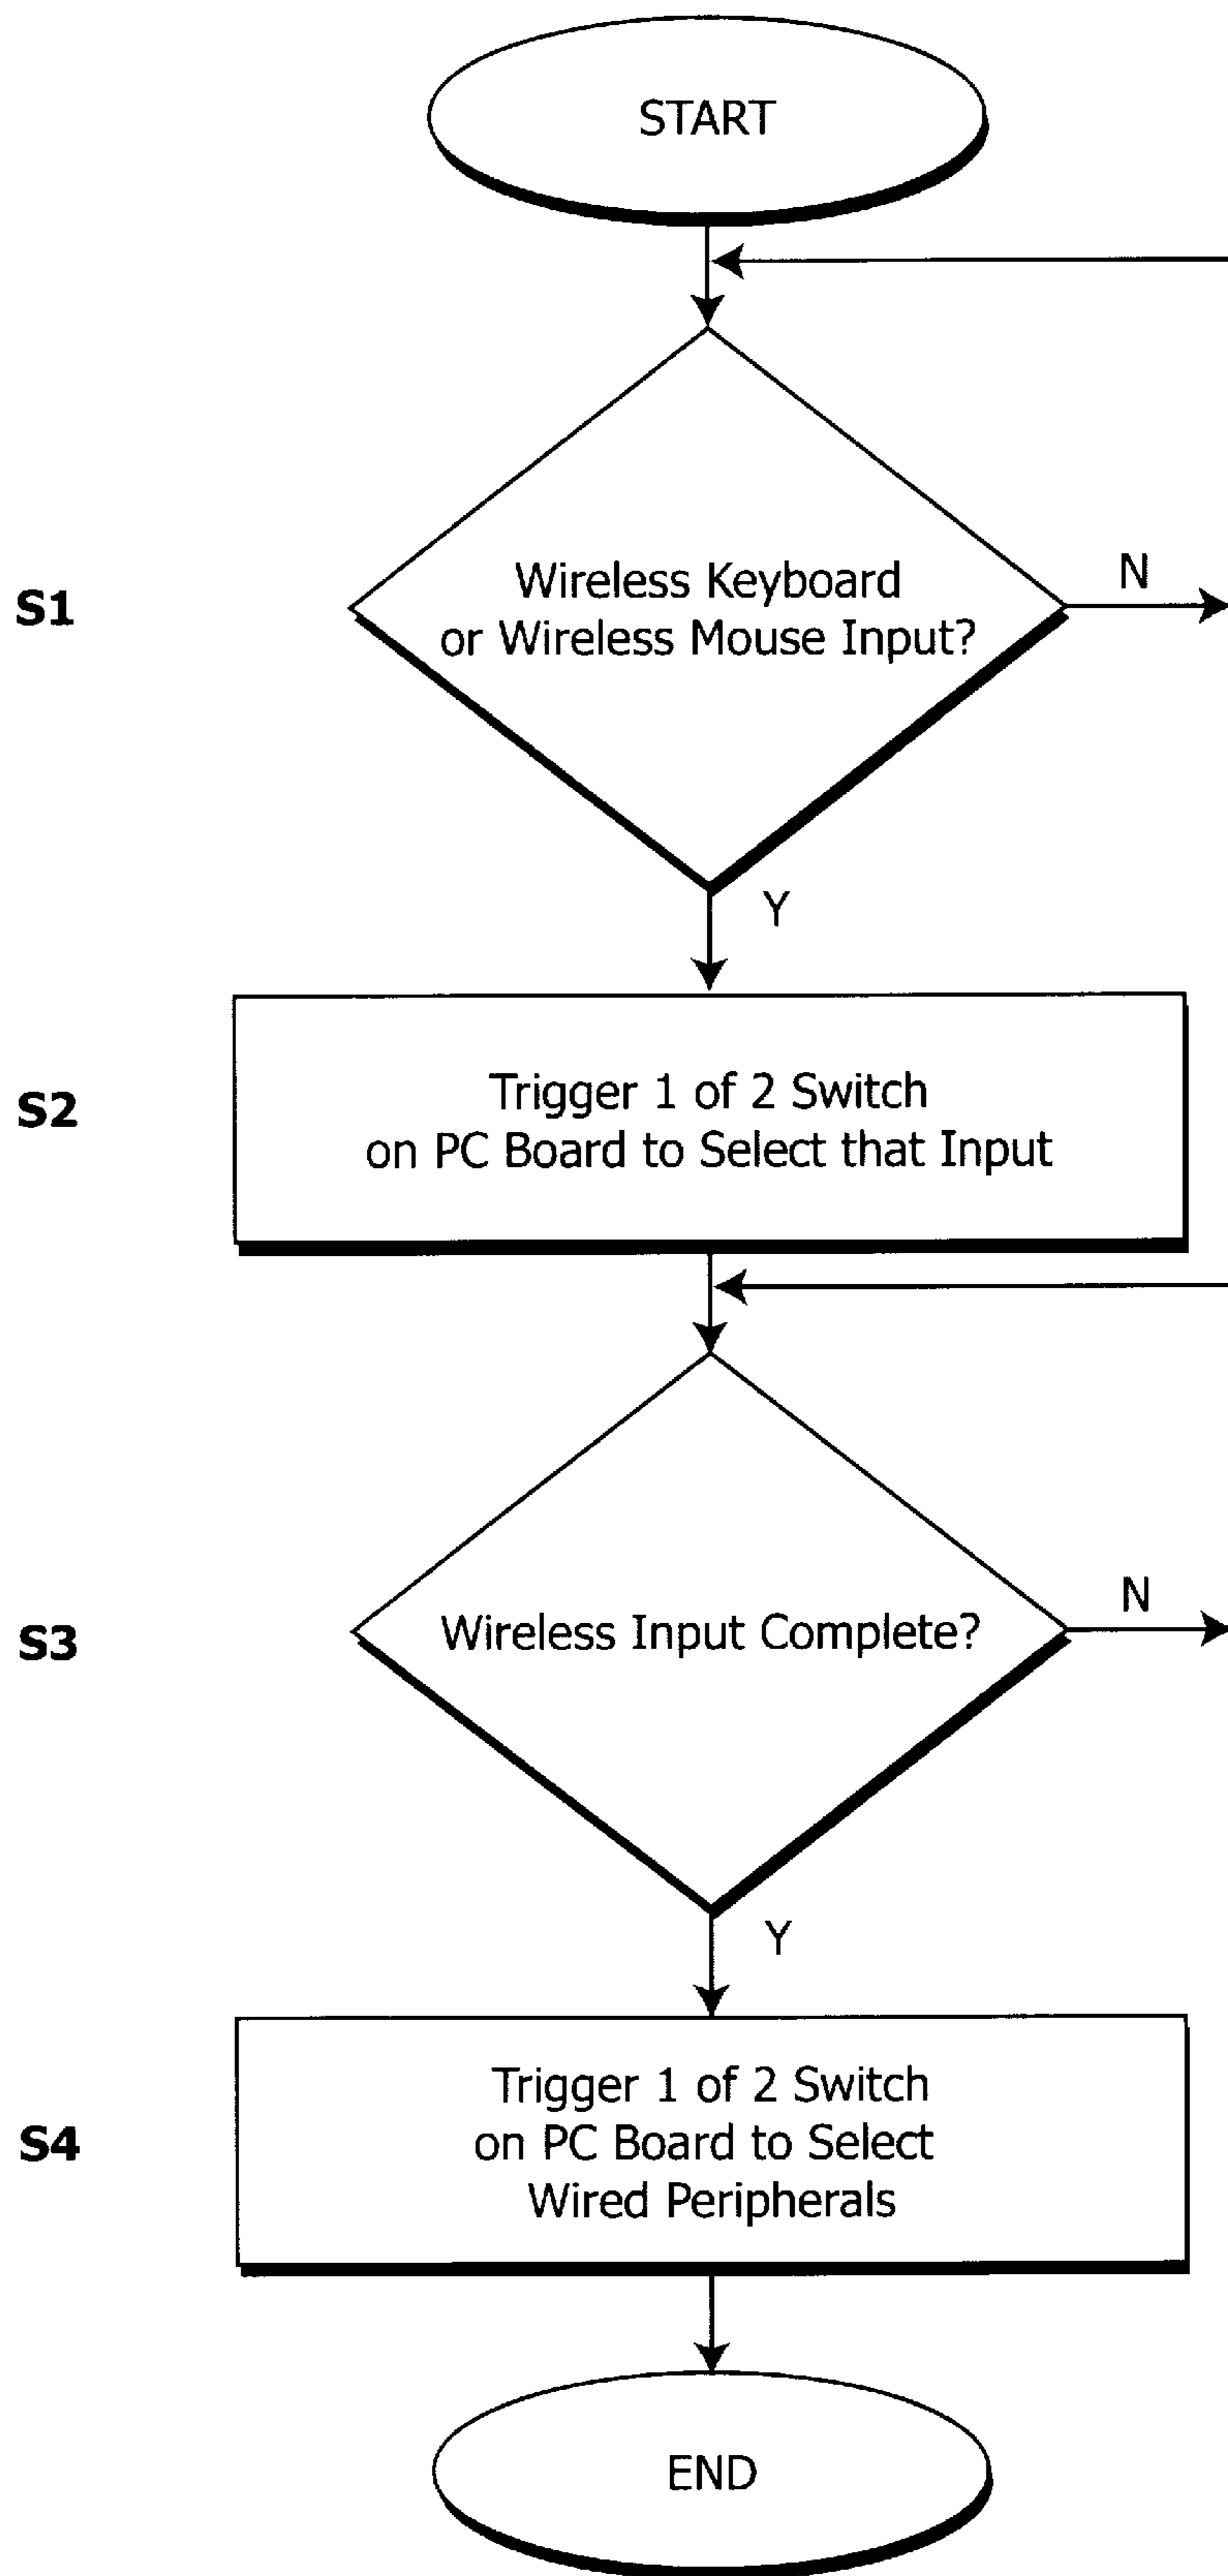 START
S1
Wireless Keyboard
or Wireless Mouse Input?
N
Y
S2
Trigger 1 of 2 Switch
on PC Board to Select that Input
S3
Wireless Input Complete?
N
Y
S4
Trigger 1 of 2 Switch
on PC Board to Select
Wired Peripherals
END